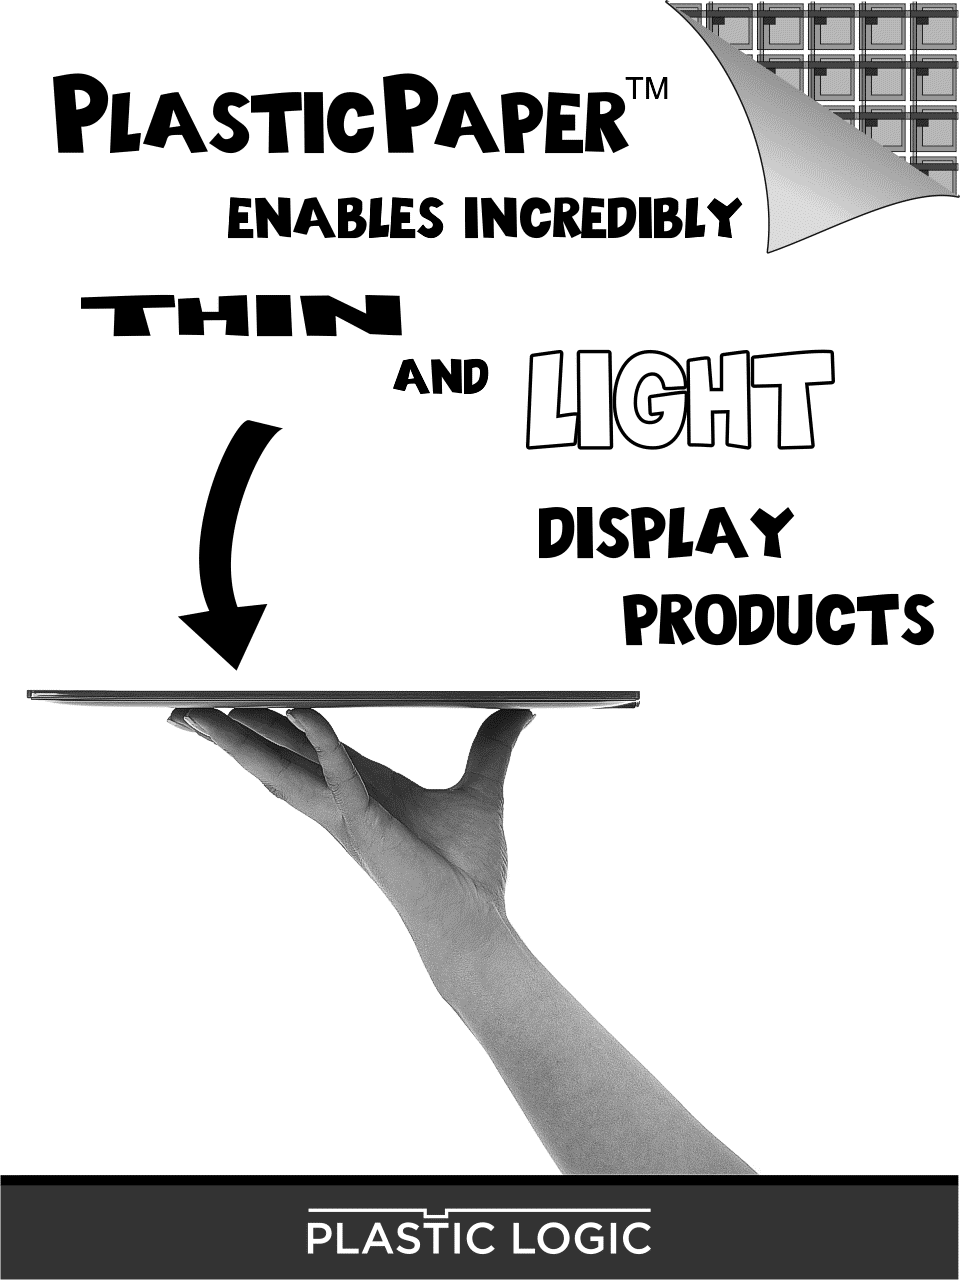 PLASTICPAPER™
ENABLES INCREDIBLY
THIN
AND LIGHT
DISPLAY
PRODUCTS
PLASTIC LOGIC